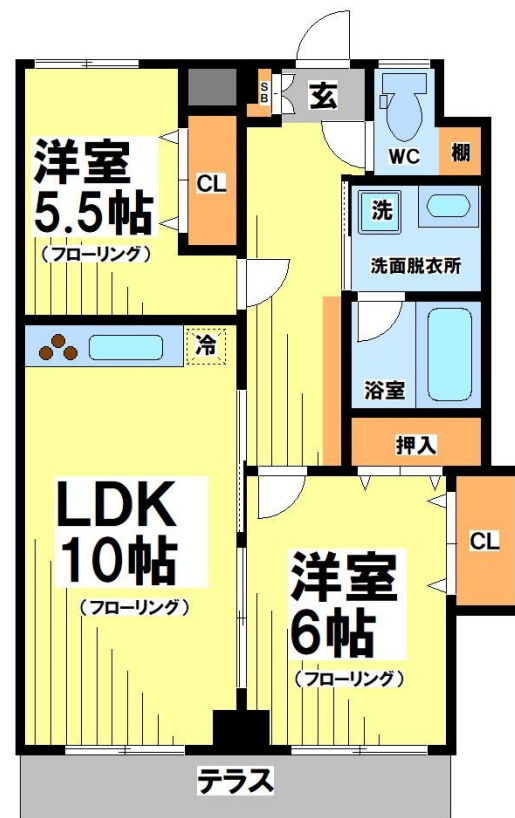 SB
玄
WC
棚
洋室
5.5帖
(フローリング)
CL
洗
洗面脱衣所
冷
浴室
押入
LDK
10帖
(フローリング)
洋室
6帖
(フローリング)
CL
テラス